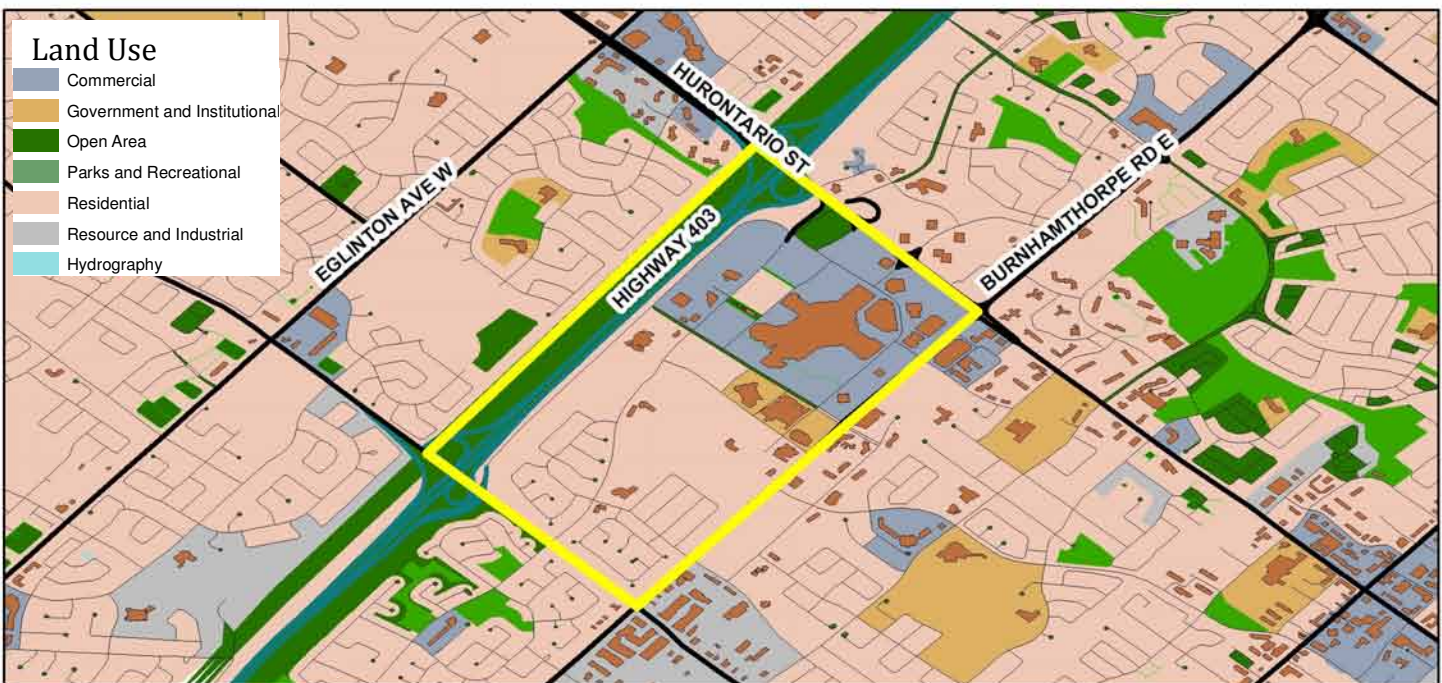 Land Use
Commercial
Government and Institutional
Open Area
Parks and Recreational
Residential
Resource and Industrial
Hydrography
HURONTARIO ST
EGLINTON AVE W
HIGHWAY 403
BURNHAMTHORPE RD E